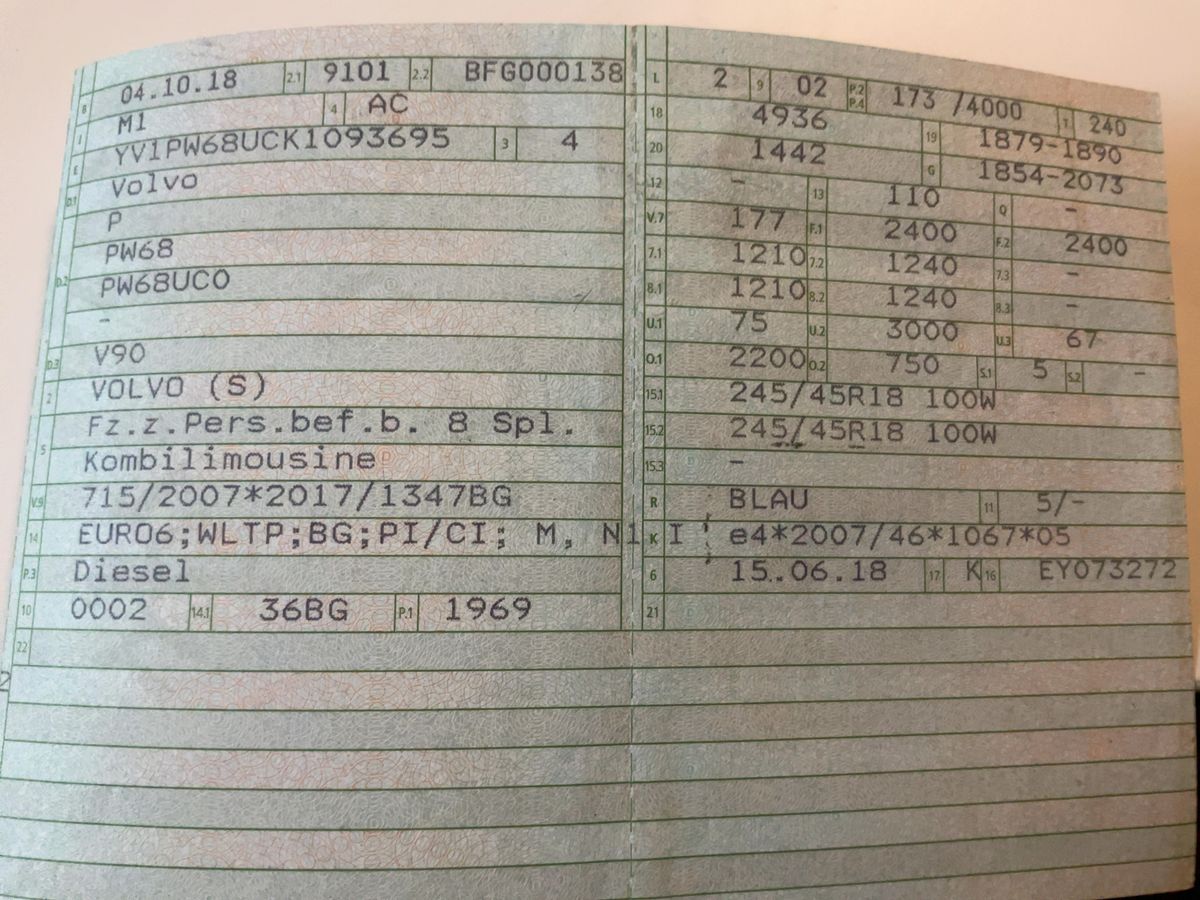 B 04.10.18 2.1 9101 2.2 BFG000138
J M1 4 AC
E YV1PW68UCK1093695 3 4
D.1 Volvo
D.2 P
PW68
PW68UC0
-
D.3 V90
2 VOLVO (S)
5 Fz.z.Pers.bef.b. 8 Spl.
Kombilimousine
V.9 715/2007*2017/1347BG
14 EURO6;WLTP;BG;PI/CI; M, N1 I
P.3 Diesel
10 0002 14.1 36BG P.1 1969
22
L 2 9 02 P.2 P.4 173 /4000 T 240
18 4936 19 1879-1890
20 1442 G 1854-2073
12 - 13 110 Q -
V.7 177 F.1 2400 F.2 2400
7.1 1210 7.2 1240 7.3 -
8.1 1210 8.2 1240 8.3 -
U.1 75 U.2 3000 U.3 67
O.1 2200 O.2 750 S.1 5 S.2 -
15.1 245/45R18 100W
15.2 245/45R18 100W
15.3 -
R BLAU 11 5/-
K e4*2007/46*1067*05
6 15.06.18 17 K 16 EY073272
21